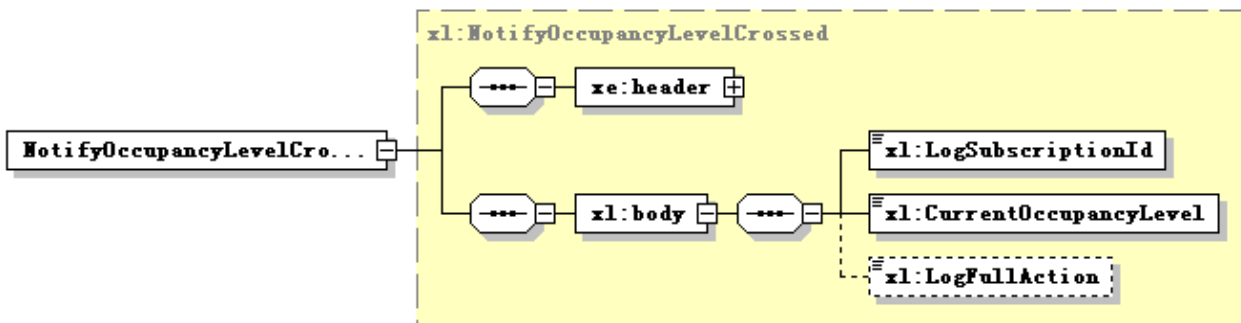 xl:NotifyOccupancyLevelCrossed
xe:header
NotifyOccupancyLevelCro...
xl:LogSubscriptionId
xl:body
xl:CurrentOccupancyLevel
xl:LogFullAction